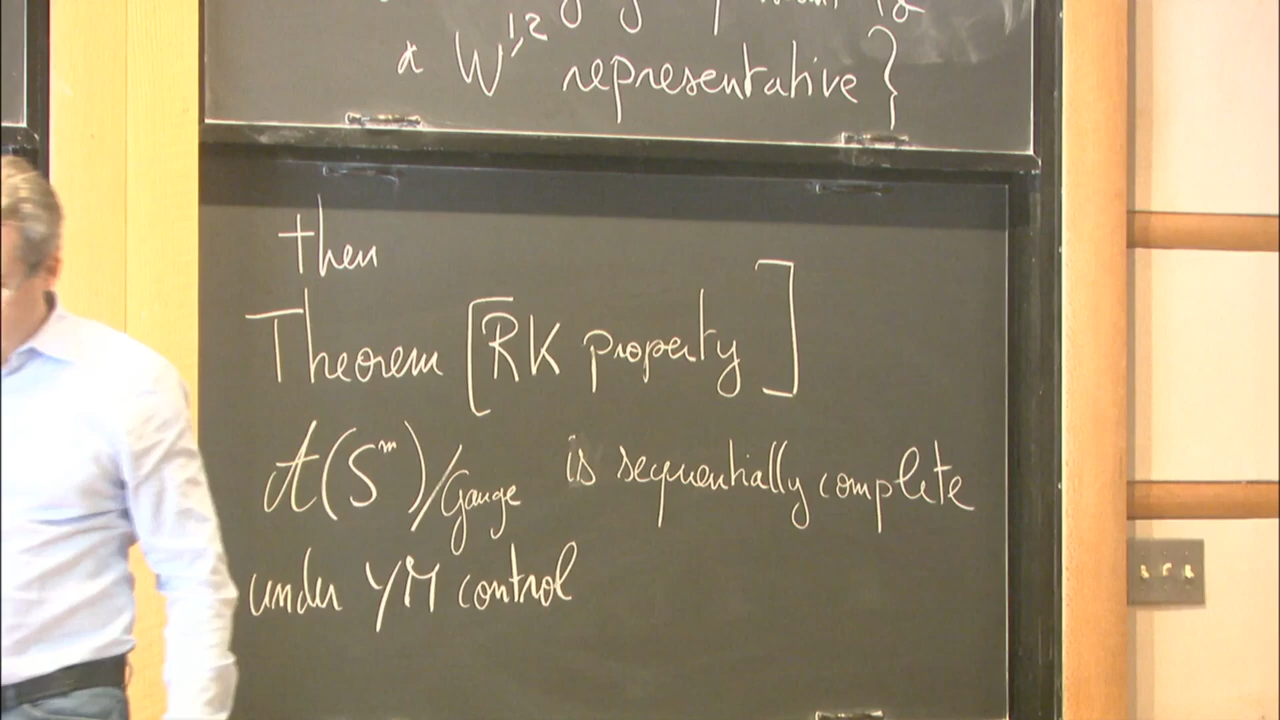 a W^{1,2} representative }
then
Theorem [RK property]
A(S^m)/Gauge is sequentially complete
under YM control